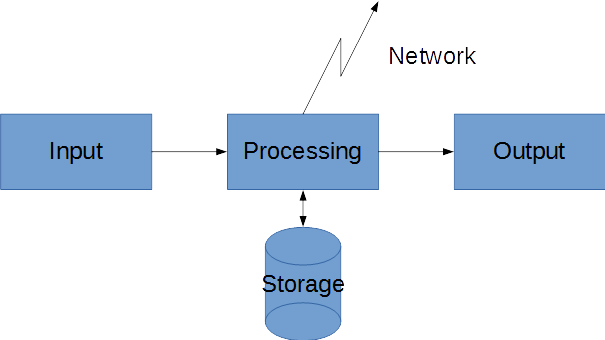 Network
Input
Processing
Output
Storage